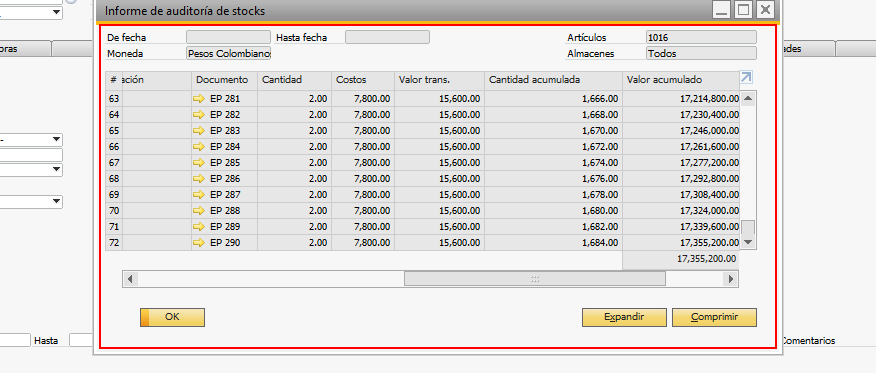 Informe de auditoría de stocks
De fecha Hasta fecha Artículos 1016
Moneda Pesos Colombiano Almacenes Todos
# ación Documento Cantidad Costos Valor trans. Cantidad acumulada Valor acumulado
63 EP 281 2.00 7,800.00 15,600.00 1,666.00 17,214,800.00
64 EP 282 2.00 7,800.00 15,600.00 1,668.00 17,230,400.00
65 EP 283 2.00 7,800.00 15,600.00 1,670.00 17,246,000.00
66 EP 284 2.00 7,800.00 15,600.00 1,672.00 17,261,600.00
67 EP 285 2.00 7,800.00 15,600.00 1,674.00 17,277,200.00
68 EP 286 2.00 7,800.00 15,600.00 1,676.00 17,292,800.00
69 EP 287 2.00 7,800.00 15,600.00 1,678.00 17,308,400.00
70 EP 288 2.00 7,800.00 15,600.00 1,680.00 17,324,000.00
71 EP 289 2.00 7,800.00 15,600.00 1,682.00 17,339,600.00
72 EP 290 2.00 7,800.00 15,600.00 1,684.00 17,355,200.00
17,355,200.00
OK Expandir Comprimir
oras
dades
Hasta
Comentarios